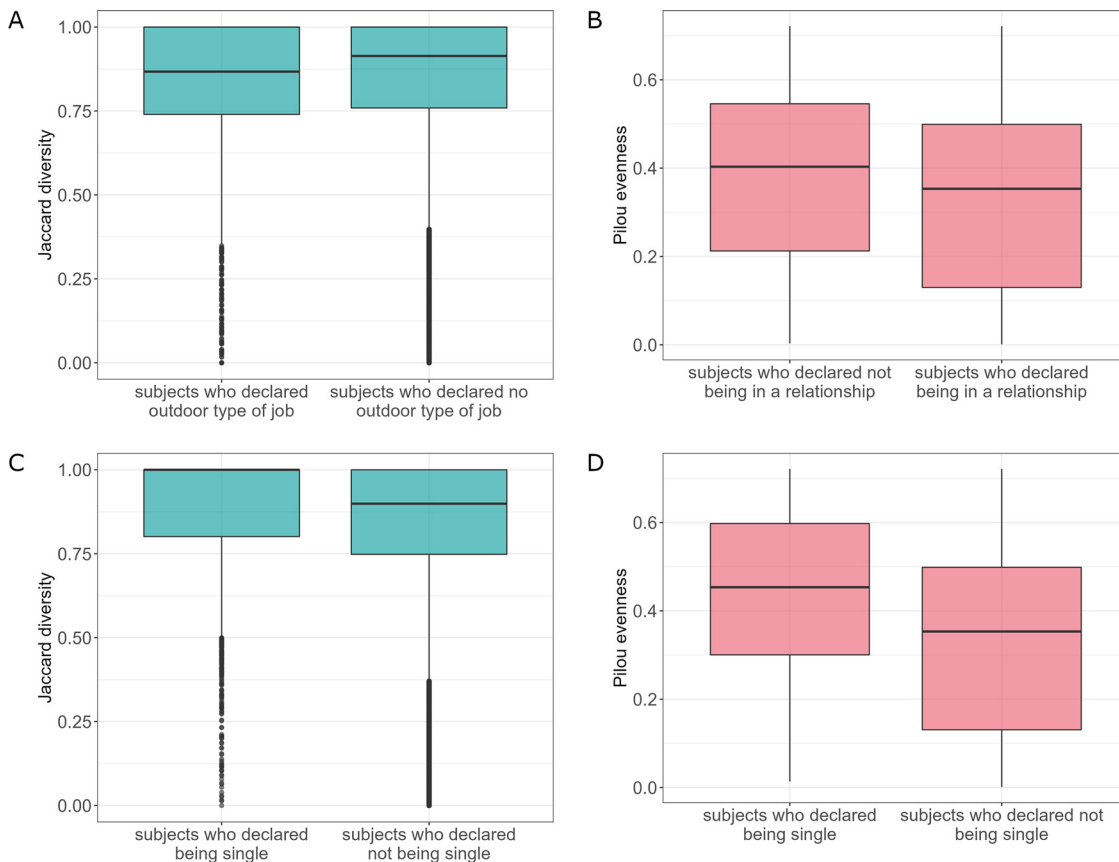 A
Jaccard diversity
1.00
0.75
0.50
0.25
0.00
subjects who declared
outdoor type of job
subjects who declared no
outdoor type of job
B
Pilou evenness
0.6
0.4
0.2
0.0
subjects who declared not
being in a relationship
subjects who declared
being in a relationship
C
Jaccard diversity
1.00
0.75
0.50
0.25
0.00
subjects who declared
being single
subjects who declared
not being single
D
Pilou evenness
0.6
0.4
0.2
0.0
subjects who declared
being single
subjects who declared not
being single